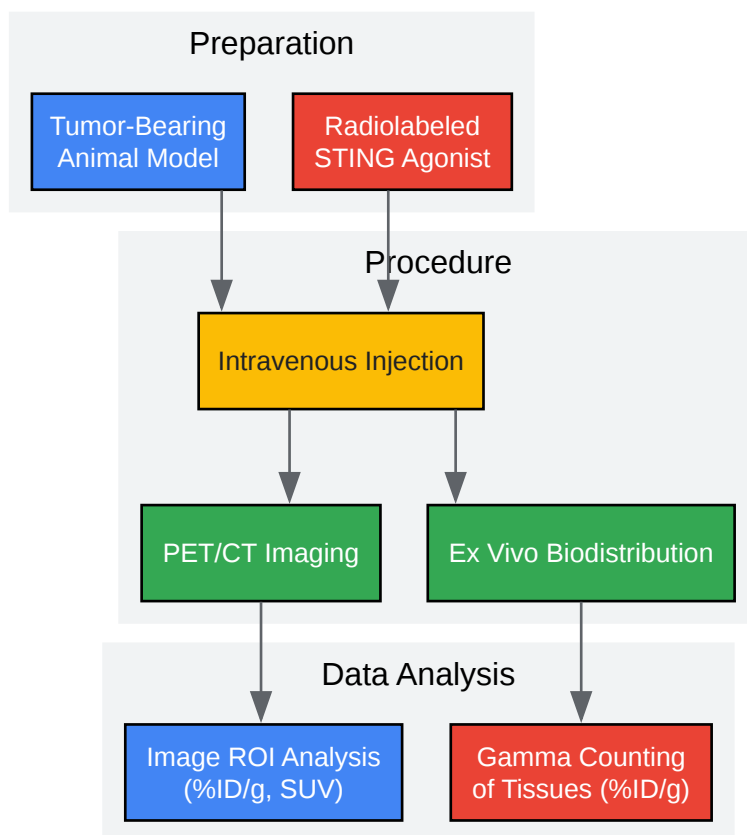 Preparation
Tumor-Bearing
Animal Model
Radiolabeled
STING Agonist
Procedure
Intravenous Injection
PET/CT Imaging
Ex Vivo Biodistribution
Data Analysis
Image ROI Analysis
(%ID/g, SUV)
Gamma Counting
of Tissues (%ID/g)